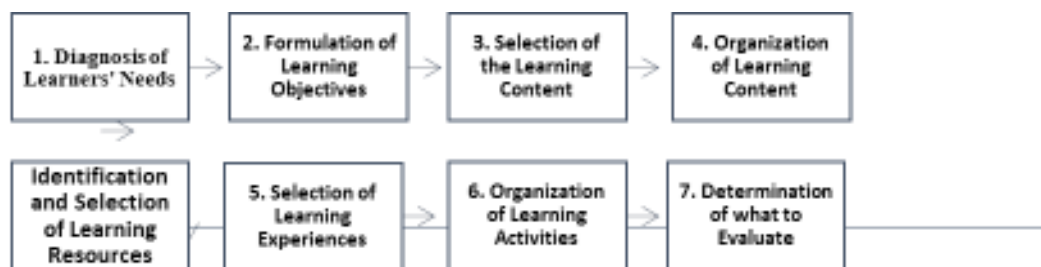 1. Diagnosis of
Learners' Needs
2. Formulation of
Learning
Objectives
3. Selection of
the Learning
Content
4. Organization
of Learning
Content
Identification
and Selection
of Learning
Resources
5. Selection of
Learning
Experiences
6. Organization
of Learning
Activities
7. Determination
of what to
Evaluate